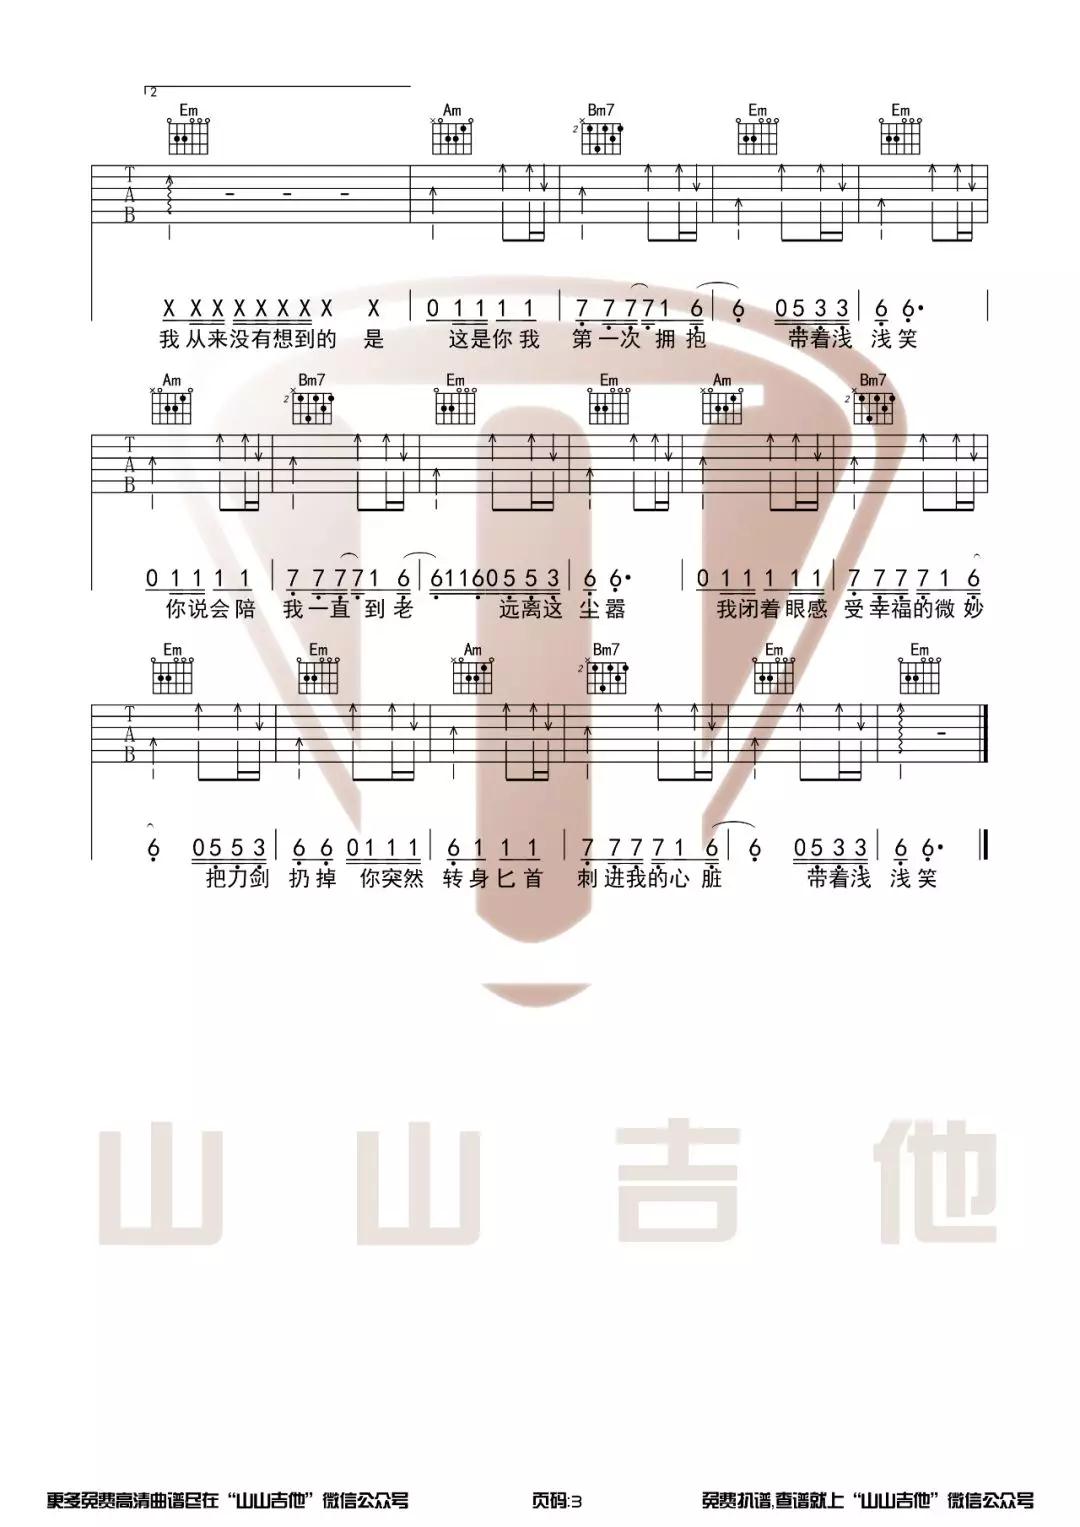 2
Em Am Bm7 Em Em
2
T
A
B
X X X X X X X X X 0 1 1 1 1 7 7 7 7 1 6 6 0 5 3 3 6 6·
我从来没有想到的 是 这是你我 第一次 拥抱 带着浅 浅笑
Am Bm7 Em Em Am Bm7
2 2
T
A
B
0 1 1 1 1 7 7 7 7 1 6 6 1 1 6 0 5 5 3 6 6· 0 1 1 1 1 1 7 7 7 7 1 6
你说会陪 我一直 到老 远离这 尘嚣 我闭着眼感 受幸福的微妙
Em Em Am Bm7 Em Em
2
T
A
B
6 0 5 5 3 6 6 0 1 1 1 6 1 1 1 7 7 7 7 1 6 6 0 5 3 3 6 6·
把刀剑 扔掉 你突然 转身匕首 刺进我的心脏 带着浅 浅笑
山山吉他
更多免费高清曲谱尽在“山山吉他”微信公众号 页码:3 免费扒谱,查谱就上“山山吉他”微信公众号